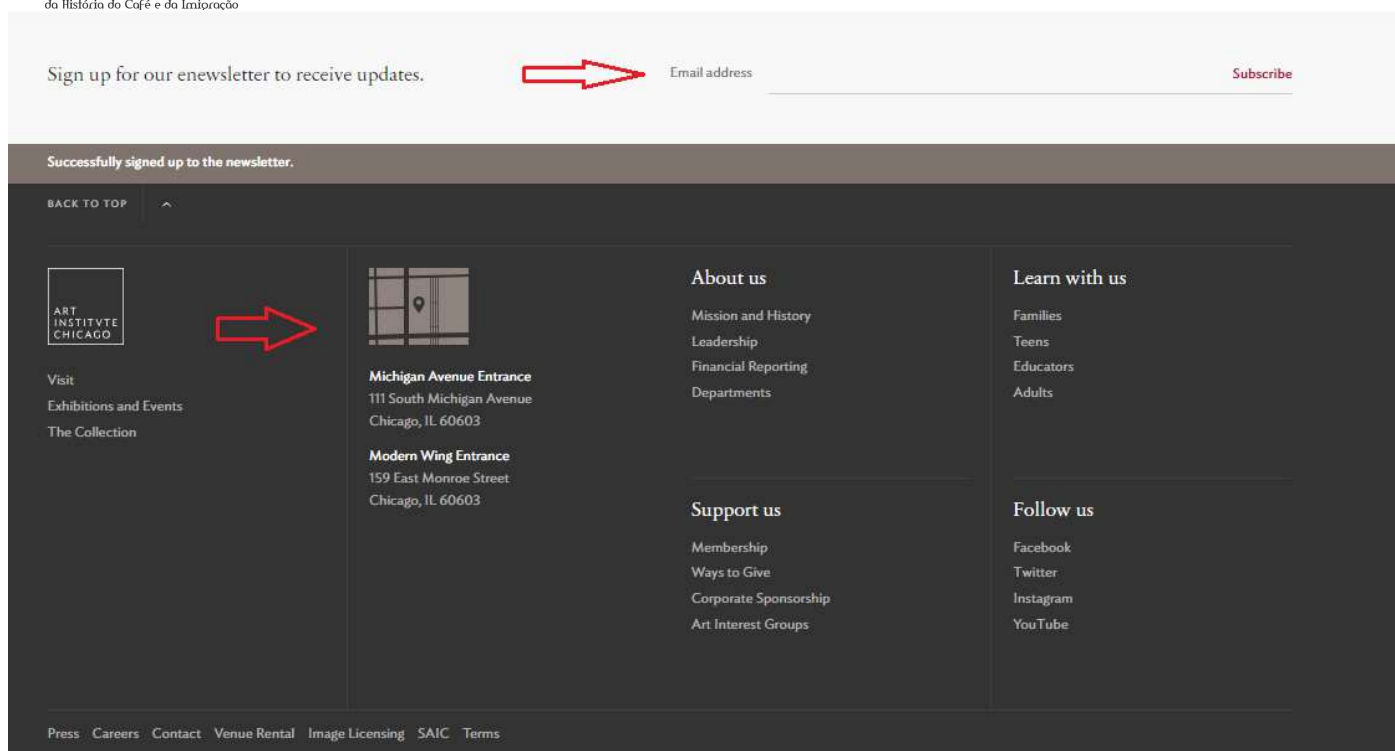 da História do Café e da Imigração
Sign up for our enewsletter to receive updates.
Email address
Subscribe
Successfully signed up to the newsletter.
BACK TO TOP
ART
INSTITVTE
CHICAGO
Visit
Exhibitions and Events
The Collection
Michigan Avenue Entrance
111 South Michigan Avenue
Chicago, IL 60603
Modern Wing Entrance
159 East Monroe Street
Chicago, IL 60603
About us
Mission and History
Leadership
Financial Reporting
Departments
Learn with us
Families
Teens
Educators
Adults
Support us
Membership
Ways to Give
Corporate Sponsorship
Art Interest Groups
Follow us
Facebook
Twitter
Instagram
YouTube
Press Careers Contact Venue Rental Image Licensing SAIC Terms